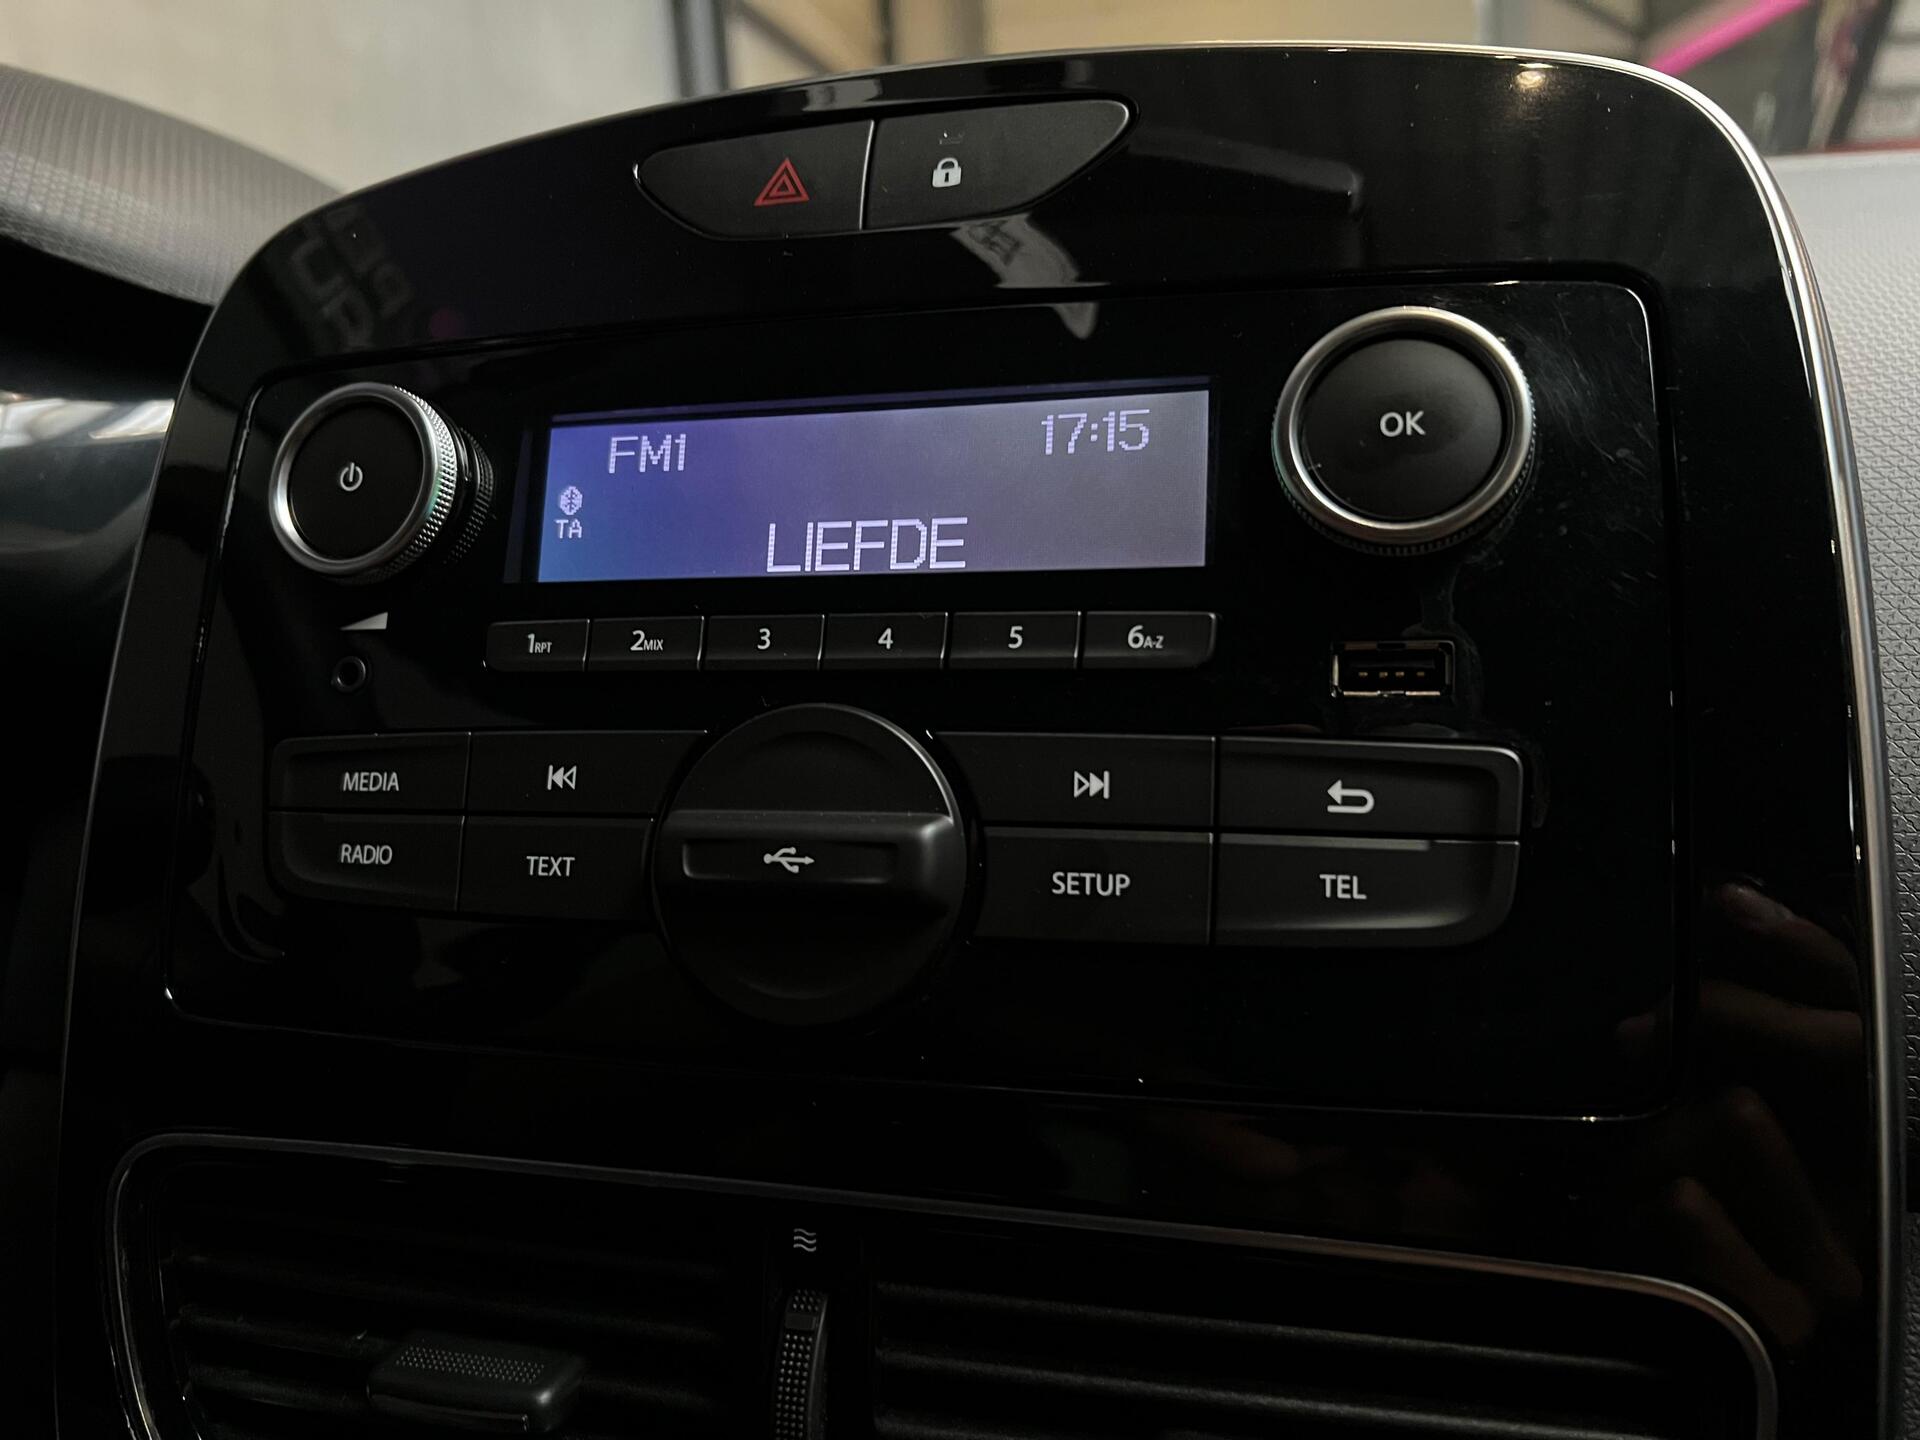 FM1 17:15
TA
LIEFDE
OK
1RPT 2MIX 3 4 5 6A-Z
MEDIA
RADIO TEXT SETUP TEL